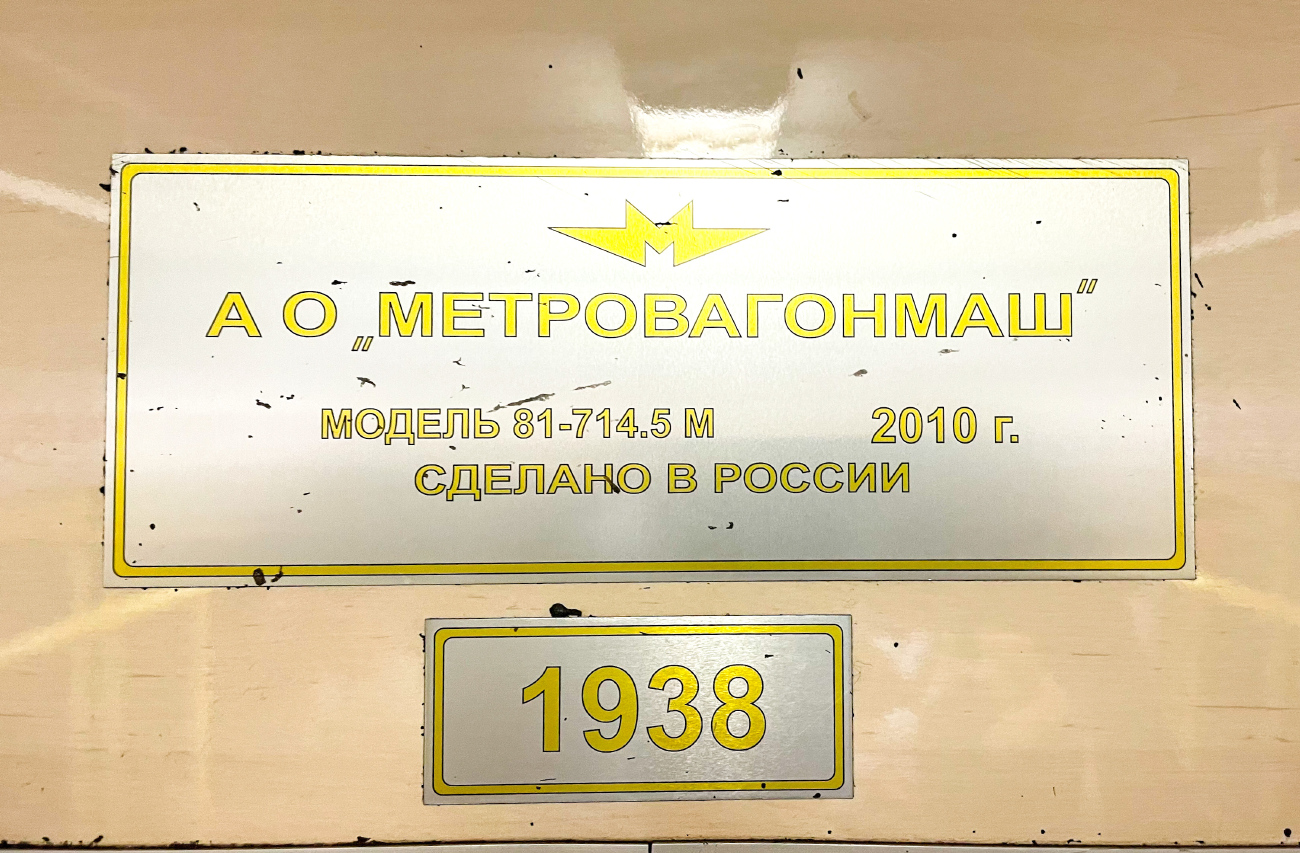 А О „МЕТРОВАГОНМАШ"
МОДЕЛЬ 81-714.5 М 2010 г.
СДЕЛАНО В РОССИИ
1938